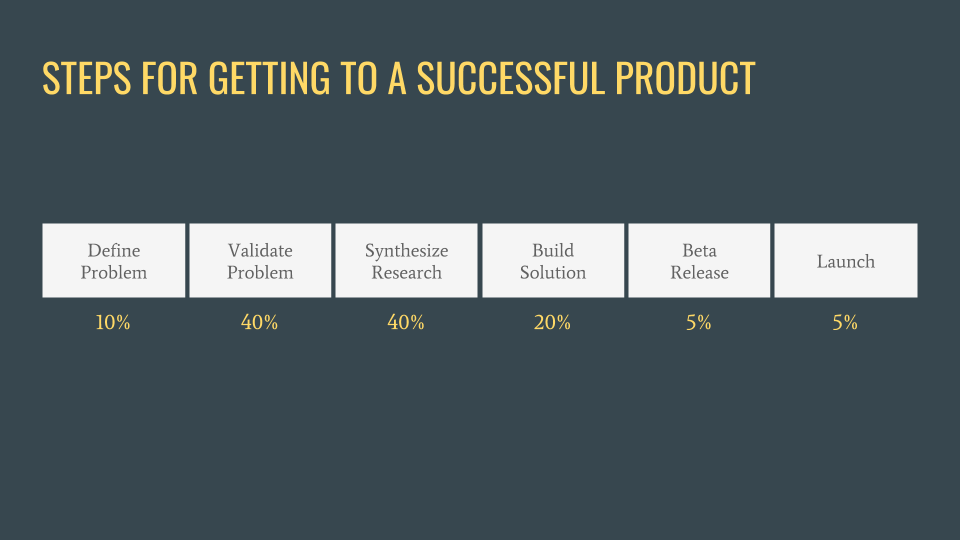 STEPS FOR GETTING TO A SUCCESSFUL PRODUCT
Define
Problem
Validate
Problem
Synthesize
Research
Build
Solution
Beta
Release
Launch
10%
40%
40%
20%
5%
5%